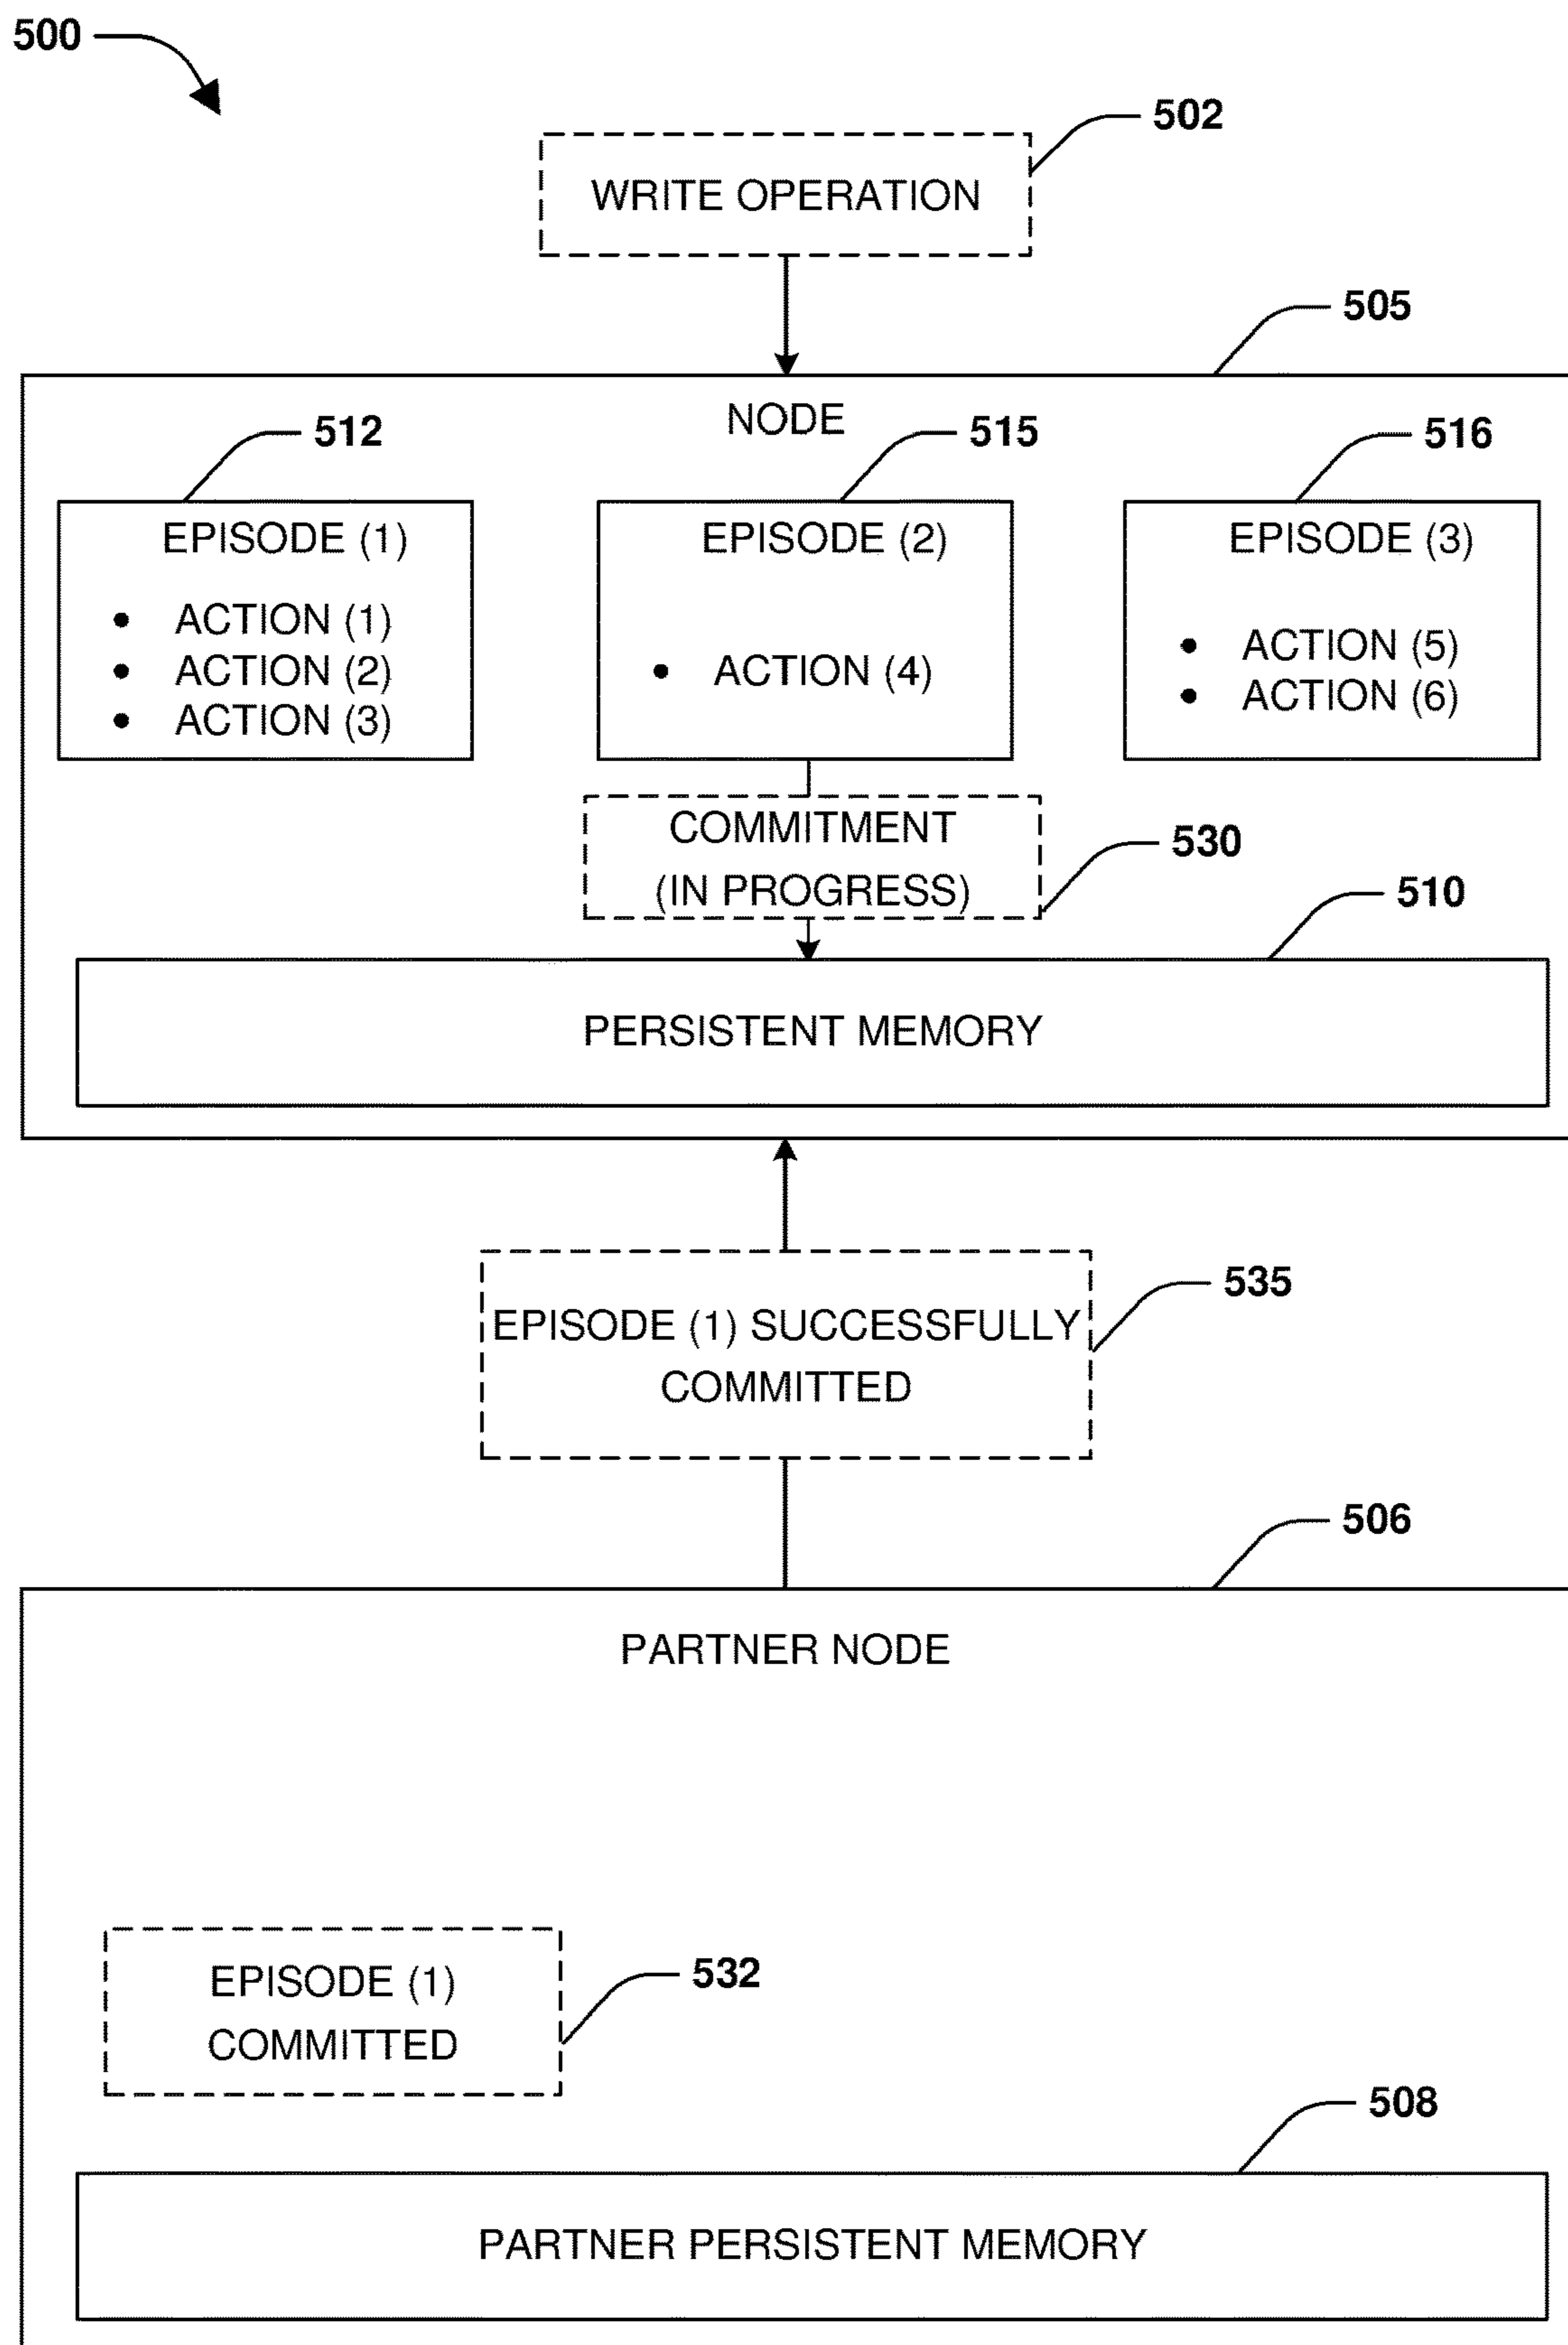 500
502
WRITE OPERATION
505
NODE
512
515
516
EPISODE (1)
• ACTION (1)
• ACTION (2)
• ACTION (3)
EPISODE (2)
• ACTION (4)
EPISODE (3)
• ACTION (5)
• ACTION (6)
COMMITMENT
(IN PROGRESS)
530
510
PERSISTENT MEMORY
EPISODE (1) SUCCESSFULLY
COMMITTED
535
506
PARTNER NODE
EPISODE (1)
COMMITTED
532
508
PARTNER PERSISTENT MEMORY